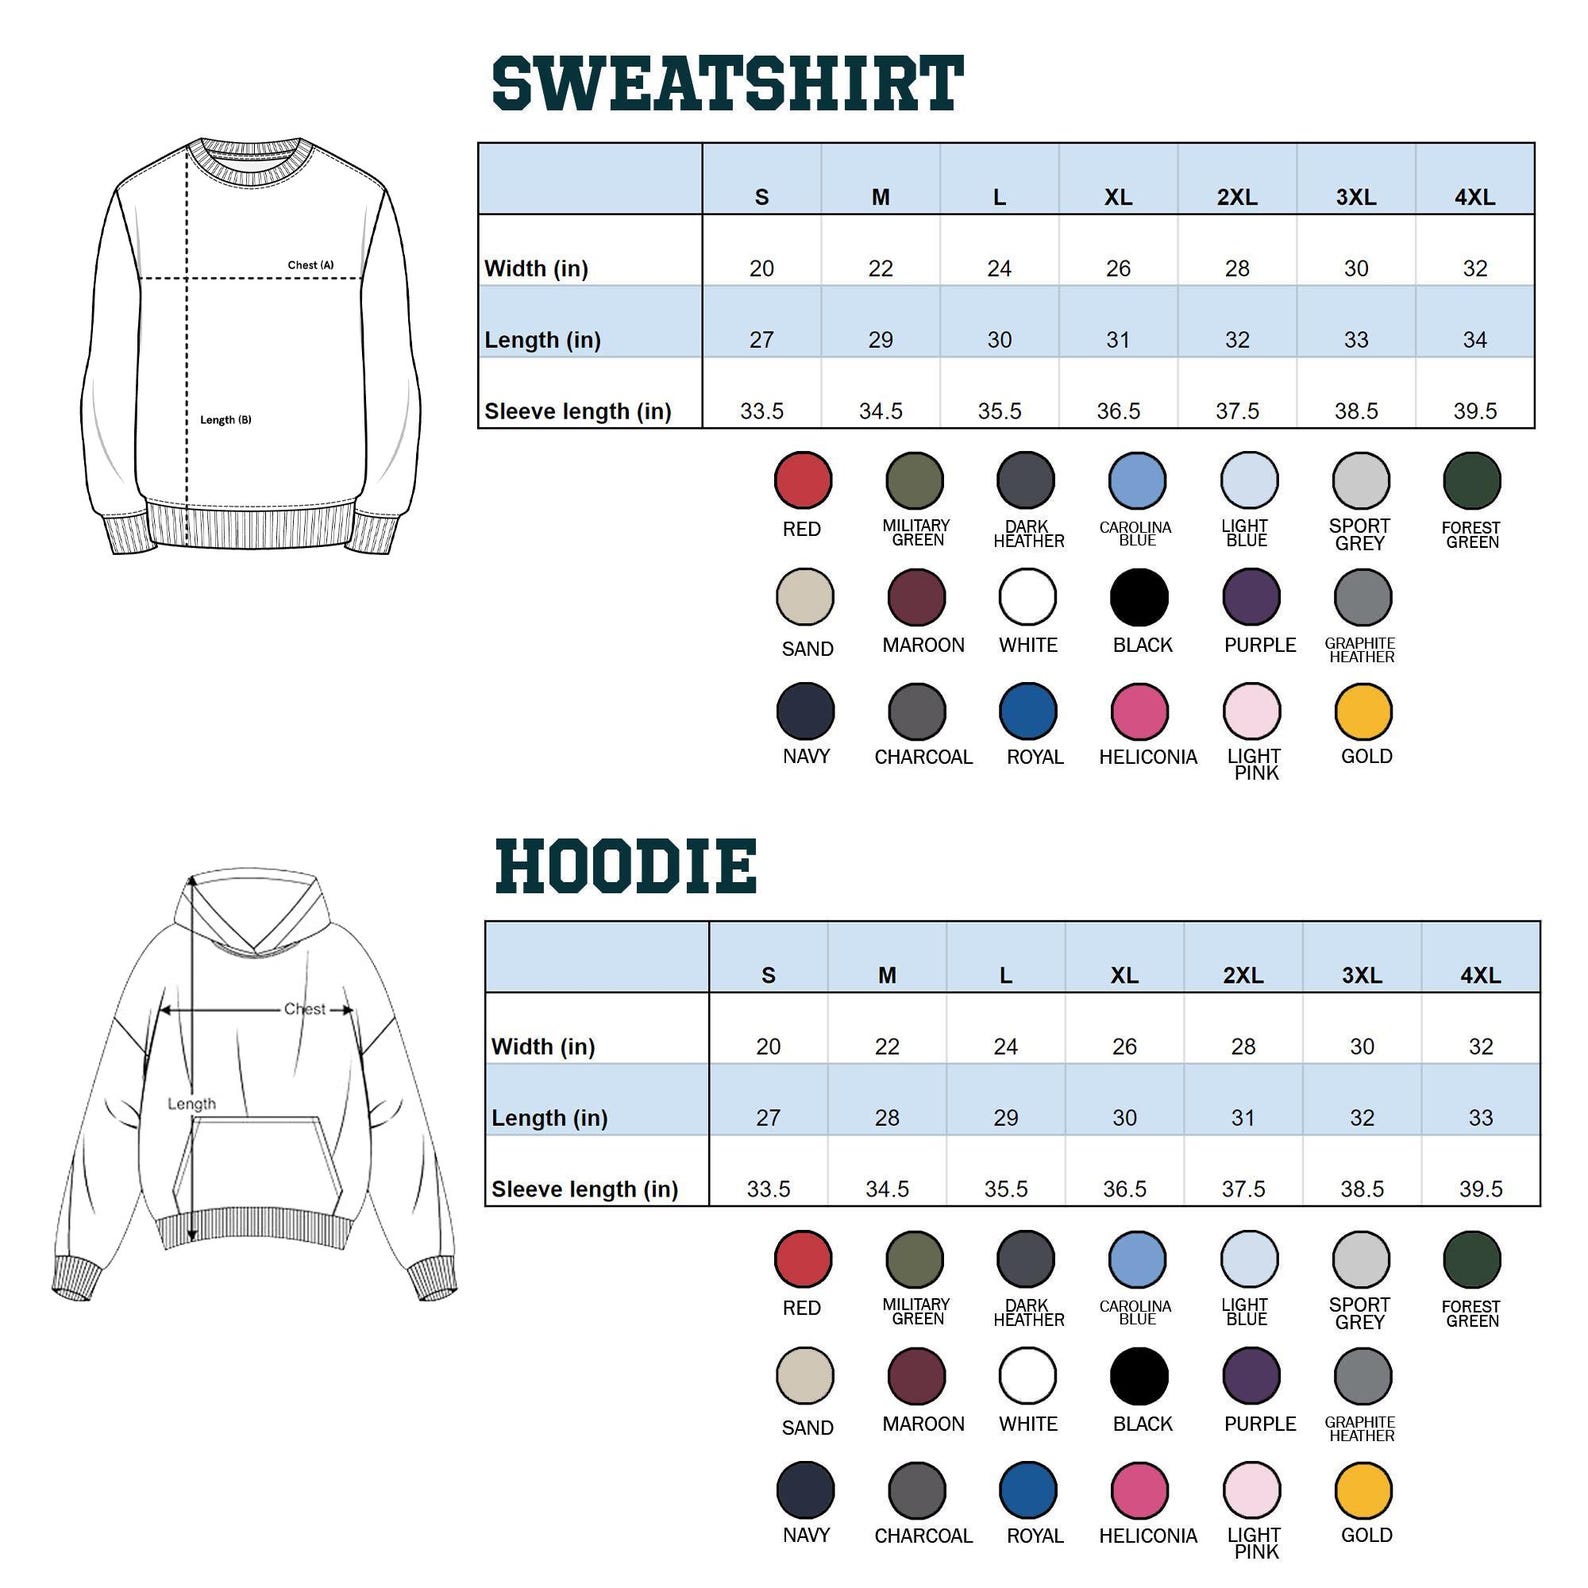 SWEATSHIRT
S M L XL 2XL 3XL 4XL
Width (in) 20 22 24 26 28 30 32
Length (in) 27 29 30 31 32 33 34
Sleeve length (in) 33.5 34.5 35.5 36.5 37.5 38.5 39.5
Chest (A)
Length (B)
RED
MILITARY
GREEN
DARK
HEATHER
CAROLINA
BLUE
LIGHT
BLUE
SPORT
GREY
FOREST
GREEN
SAND
MAROON
WHITE
BLACK
PURPLE
GRAPHITE
HEATHER
NAVY
CHARCOAL
ROYAL
HELICONIA
LIGHT
PINK
GOLD
HOODIE
S M L XL 2XL 3XL 4XL
Width (in) 20 22 24 26 28 30 32
Length (in) 27 28 29 30 31 32 33
Sleeve length (in) 33.5 34.5 35.5 36.5 37.5 38.5 39.5
Chest
Length
RED
MILITARY
GREEN
DARK
HEATHER
CAROLINA
BLUE
LIGHT
BLUE
SPORT
GREY
FOREST
GREEN
SAND
MAROON
WHITE
BLACK
PURPLE
GRAPHITE
HEATHER
NAVY
CHARCOAL
ROYAL
HELICONIA
LIGHT
PINK
GOLD